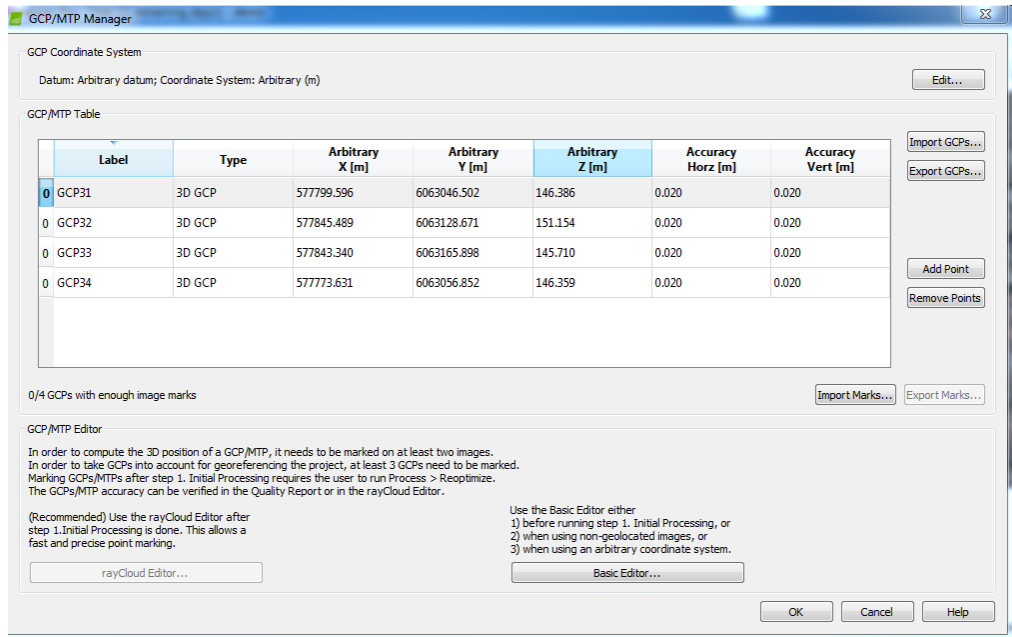 GCP/MTP Manager
GCP Coordinate System
Datum: Arbitrary datum; Coordinate System: Arbitrary (m)
Edit...
GCP/MTP Table
Label Type Arbitrary X [m] Arbitrary Y [m] Arbitrary Z [m] Accuracy Horz [m] Accuracy Vert [m]
0 GCP31 3D GCP 577799.596 6063046.502 146.386 0.020 0.020
0 GCP32 3D GCP 577845.489 6063128.671 151.154 0.020 0.020
0 GCP33 3D GCP 577843.340 6063165.898 145.710 0.020 0.020
0 GCP34 3D GCP 577773.631 6063056.852 146.359 0.020 0.020
Import GCPs...
Export GCPs...
Add Point
Remove Points
0/4 GCPs with enough image marks
Import Marks...
Export Marks...
GCP/MTP Editor
In order to compute the 3D position of a GCP/MTP, it needs to be marked on at least two images.
In order to take GCPs into account for georeferencing the project, at least 3 GCPs need to be marked.
Marking GCPs/MTPs after step 1. Initial Processing requires the user to run Process > Reoptimize.
The GCPs/MTP accuracy can be verified in the Quality Report or in the rayCloud Editor.
(Recommended) Use the rayCloud Editor after
step 1.Initial Processing is done. This allows a
fast and precise point marking.
rayCloud Editor...
Use the Basic Editor either
1) before running step 1. Initial Processing, or
2) when using non-geolocated images, or
3) when using an arbitrary coordinate system.
Basic Editor...
OK
Cancel
Help